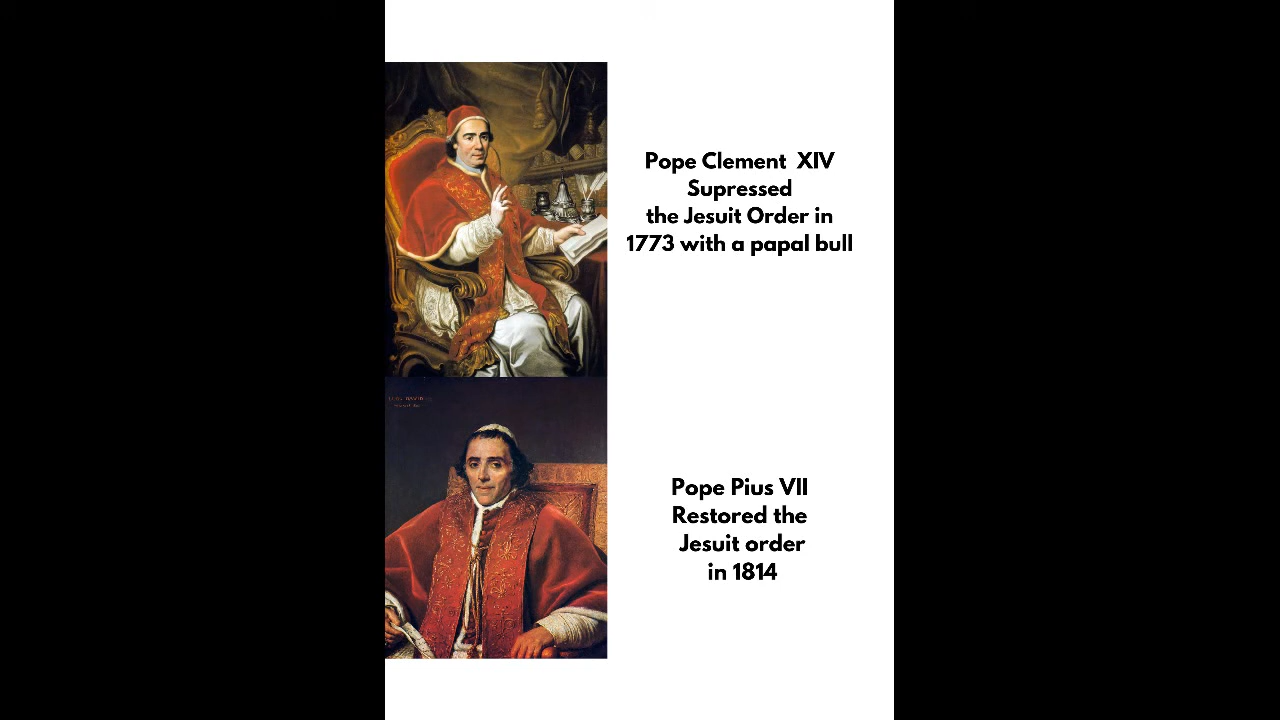 Pope Clement XIV
Supressed
the Jesuit Order in
1773 with a papal bull
Pope Pius VII
Restored the
Jesuit order
in 1814